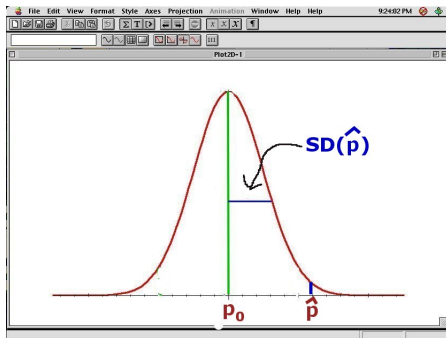 File Edit View Format Style Axes Projection Animation Window Help Help 9:24:02 PM
Σ T
x x X ¶
Plot2D-1
SD(p̂)
p₀ p̂